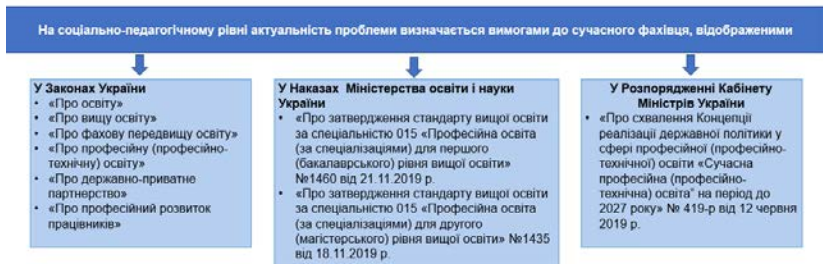 На соціально-педагогічному рівні актуальність проблеми визначається вимогами до сучасного фахівця, відображеними
У Законах України
• «Про освіту»
• «Про вищу освіту»
• «Про фахову передвищу освіту»
• «Про професійну (професійно-
технічну) освіту»
• «Про державно-приватне
партнерство»
• «Про професійний розвиток
працівників»
У Наказах Міністерства освіти і науки
України
• «Про затвердження стандарту вищої освіти
за спеціальністю 015 «Професійна освіта
(за спеціалізаціями) для першого
(бакалаврського) рівня вищої освіти»
№1460 від 21.11.2019 р.
• «Про затвердження стандарту вищої освіти
за спеціальністю 015 «Професійна освіта
(за спеціалізаціями) для другого
(магістерського) рівня вищої освіти» №1435
від 18.11.2019 р.
У Розпорядженні Кабінету
Міністрів України
• «Про схвалення Концепції
реалізації державної політики у
сфері професійної (професійно-
технічної) освіти «Сучасна
професійна (професійно-
технічна) освіта" на період до
2027 року» № 419-р від 12 червня
2019 р.